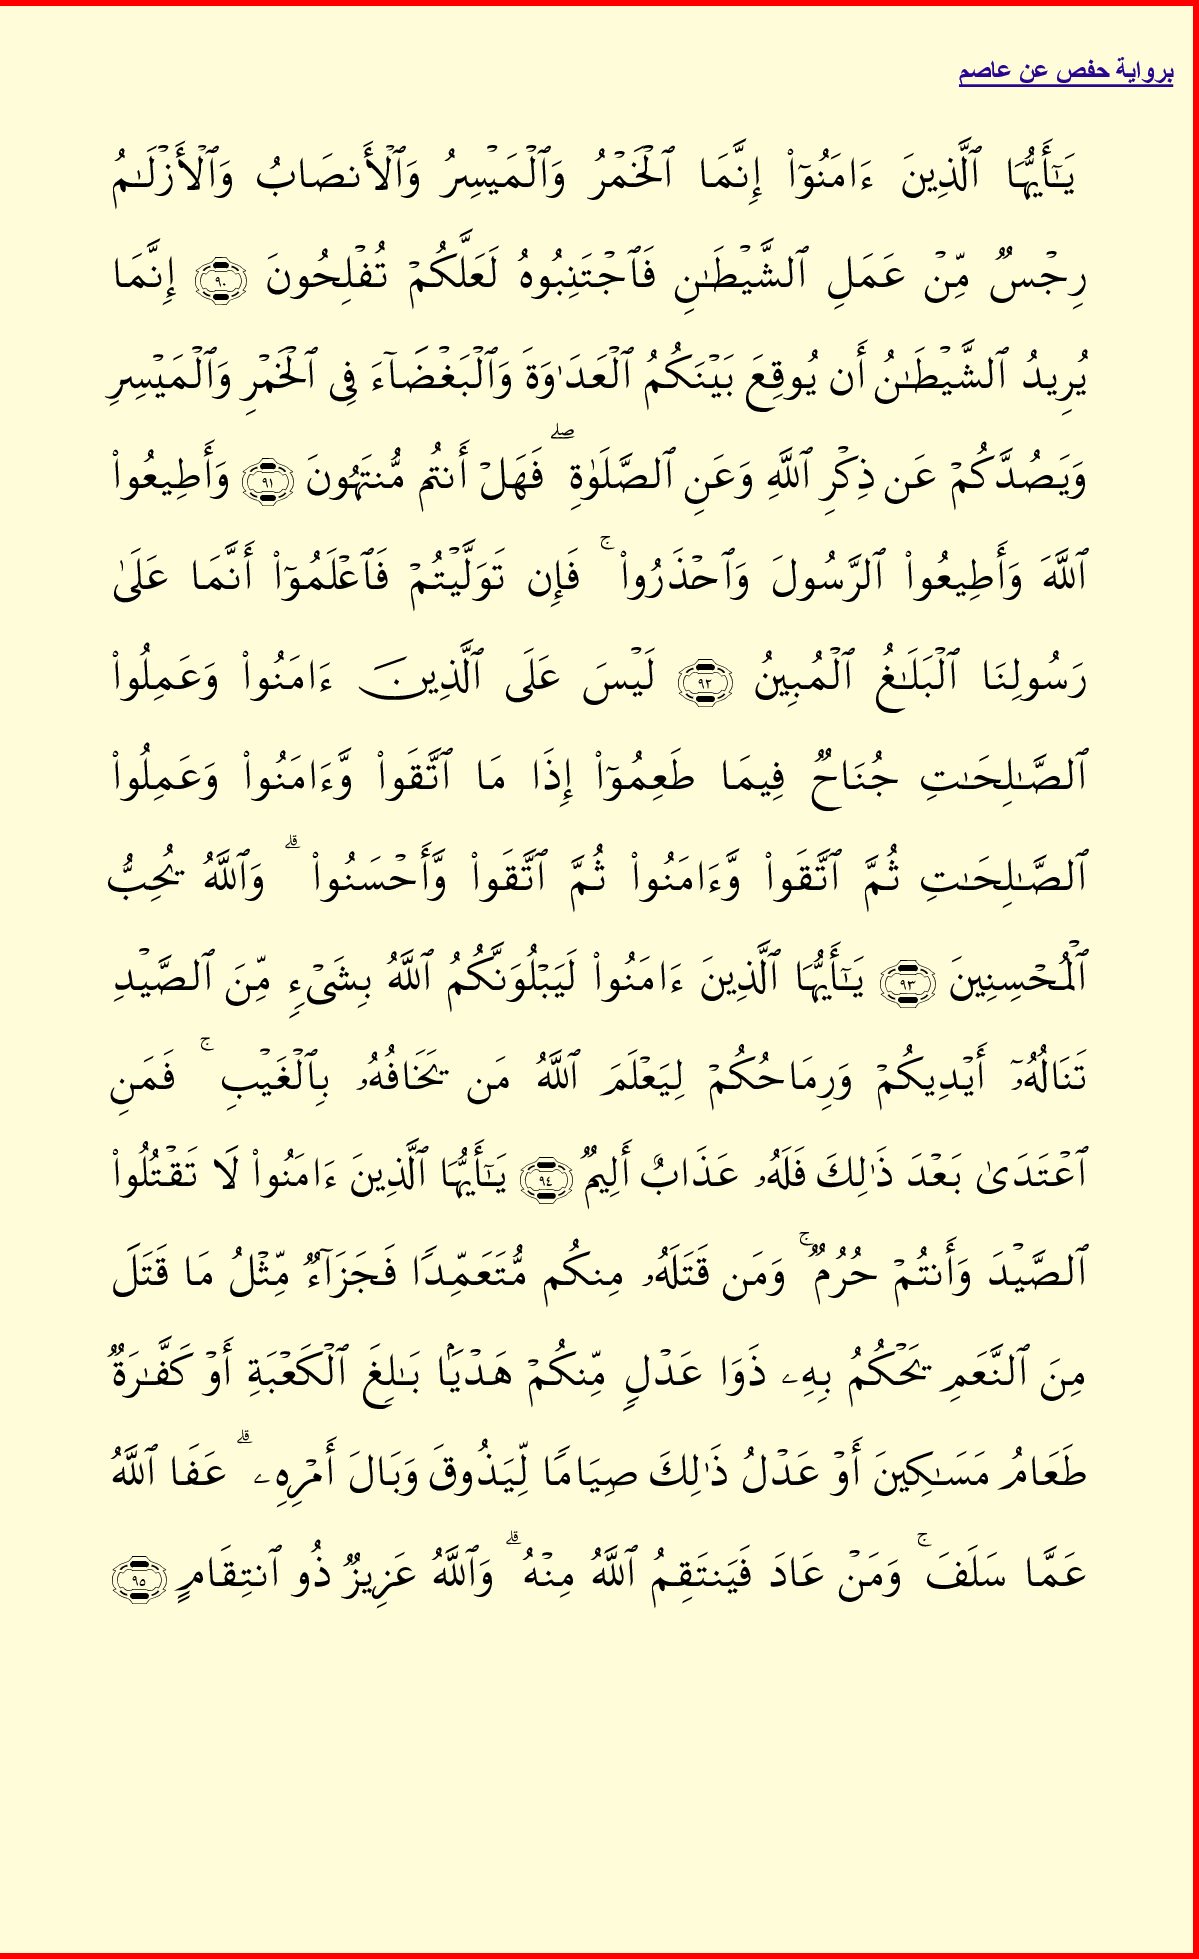 برواية حفص عن عاصم
يَـٰٓأَيُّهَا ٱلَّذِينَ ءَامَنُوٓا۟ إِنَّمَا ٱلْخَمْرُ وَٱلْمَيْسِرُ وَٱلْأَنصَابُ وَٱلْأَزْلَـٰمُ
رِجْسٌ مِّنْ عَمَلِ ٱلشَّيْطَـٰنِ فَٱجْتَنِبُوهُ لَعَلَّكُمْ تُفْلِحُونَ ٩٠ إِنَّمَا
يُرِيدُ ٱلشَّيْطَـٰنُ أَن يُوقِعَ بَيْنَكُمُ ٱلْعَدَٰوَةَ وَٱلْبَغْضَآءَ فِى ٱلْخَمْرِ وَٱلْمَيْسِرِ
وَيَصُدَّكُمْ عَن ذِكْرِ ٱللَّهِ وَعَنِ ٱلصَّلَوٰةِ ۖ فَهَلْ أَنتُم مُّنتَهُونَ ٩١ وَأَطِيعُوا۟
ٱللَّهَ وَأَطِيعُوا۟ ٱلرَّسُولَ وَٱحْذَرُوا۟ ۚ فَإِن تَوَلَّيْتُمْ فَٱعْلَمُوٓا۟ أَنَّمَا عَلَىٰ
رَسُولِنَا ٱلْبَلَـٰغُ ٱلْمُبِينُ ٩٢ لَيْسَ عَلَى ٱلَّذِينَ ءَامَنُوا۟ وَعَمِلُوا۟
ٱلصَّـٰلِحَـٰتِ جُنَاحٌ فِيمَا طَعِمُوٓا۟ إِذَا مَا ٱتَّقَوا۟ وَّءَامَنُوا۟ وَعَمِلُوا۟
ٱلصَّـٰلِحَـٰتِ ثُمَّ ٱتَّقَوا۟ وَّءَامَنُوا۟ ثُمَّ ٱتَّقَوا۟ وَّأَحْسَنُوا۟ ۗ وَٱللَّهُ يُحِبُّ
ٱلْمُحْسِنِينَ ٩٣ يَـٰٓأَيُّهَا ٱلَّذِينَ ءَامَنُوا۟ لَيَبْلُوَنَّكُمُ ٱللَّهُ بِشَىْءٍ مِّنَ ٱلصَّيْدِ
تَنَالُهُۥٓ أَيْدِيكُمْ وَرِمَاحُكُمْ لِيَعْلَمَ ٱللَّهُ مَن يَخَافُهُۥ بِٱلْغَيْبِ ۚ فَمَنِ
ٱعْتَدَىٰ بَعْدَ ذَٰلِكَ فَلَهُۥ عَذَابٌ أَلِيمٌ ٩٤ يَـٰٓأَيُّهَا ٱلَّذِينَ ءَامَنُوا۟ لَا تَقْتُلُوا۟
ٱلصَّيْدَ وَأَنتُمْ حُرُمٌ ۚ وَمَن قَتَلَهُۥ مِنكُم مُّتَعَمِّدًا فَجَزَآءٌ مِّثْلُ مَا قَتَلَ
مِنَ ٱلنَّعَمِ يَحْكُمُ بِهِۦ ذَوَا عَدْلٍ مِّنكُمْ هَدْيًۢا بَـٰلِغَ ٱلْكَعْبَةِ أَوْ كَفَّـٰرَةٌ
طَعَامُ مَسَـٰكِينَ أَوْ عَدْلُ ذَٰلِكَ صِيَامًا لِّيَذُوقَ وَبَالَ أَمْرِهِۦ ۗ عَفَا ٱللَّهُ
عَمَّا سَلَفَ ۚ وَمَنْ عَادَ فَيَنتَقِمُ ٱللَّهُ مِنْهُ ۗ وَٱللَّهُ عَزِيزٌ ذُو ٱنتِقَامٍ ٩٥